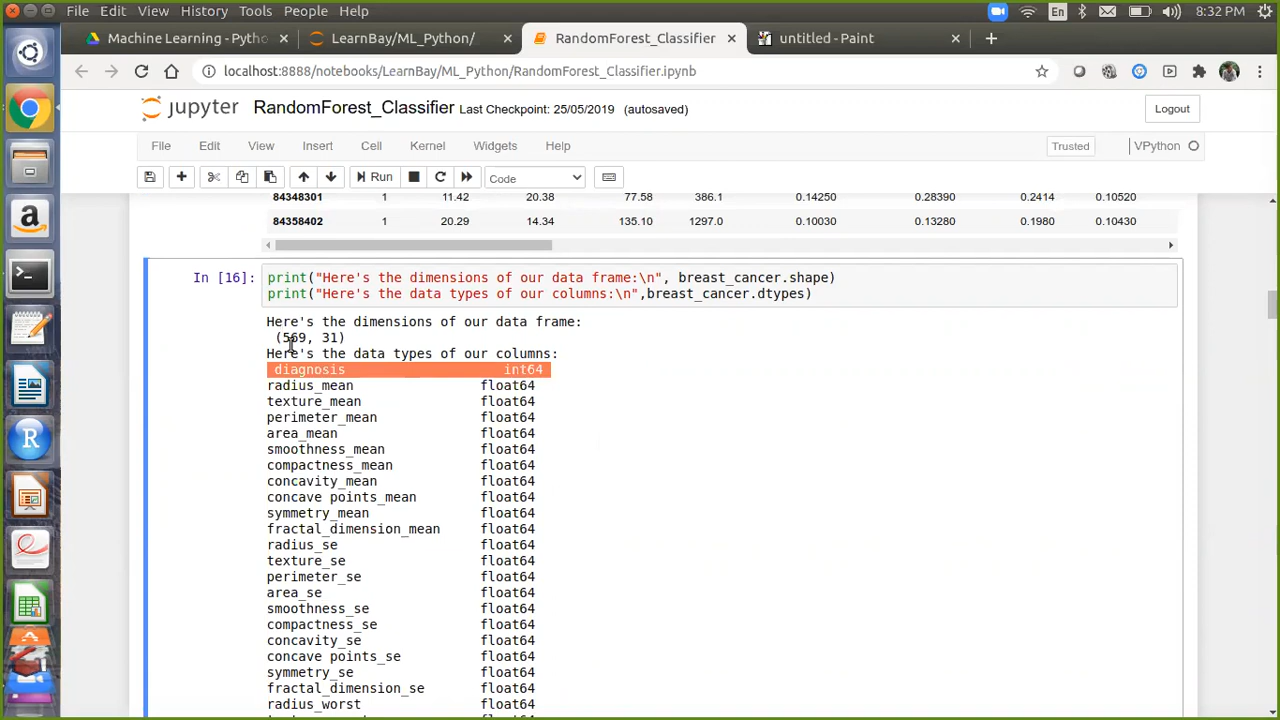 File Edit View History Tools People Help En 8:32 PM
Machine Learning - Pytho LearnBay/ML_Python/ RandomForest_Classifier untitled - Paint
localhost:8888/notebooks/LearnBay/ML_Python/RandomForest_Classifier.ipynb
jupyter RandomForest_Classifier Last Checkpoint: 25/05/2019 (autosaved) Logout
File Edit View Insert Cell Kernel Widgets Help Trusted VPython
Run Code
84348301 1 11.42 20.38 77.58 386.1 0.14250 0.28390 0.2414 0.10520
84358402 1 20.29 14.34 135.10 1297.0 0.10030 0.13280 0.1980 0.10430
In [16]: print("Here's the dimensions of our data frame:\n", breast_cancer.shape)
print("Here's the data types of our columns:\n",breast_cancer.dtypes)
Here's the dimensions of our data frame:
(569, 31)
Here's the data types of our columns:
diagnosis int64
radius_mean float64
texture_mean float64
perimeter_mean float64
area_mean float64
smoothness_mean float64
compactness_mean float64
concavity_mean float64
concave points_mean float64
symmetry_mean float64
fractal_dimension_mean float64
radius_se float64
texture_se float64
perimeter_se float64
area_se float64
smoothness_se float64
compactness_se float64
concavity_se float64
concave points_se float64
symmetry_se float64
fractal_dimension_se float64
radius_worst float64